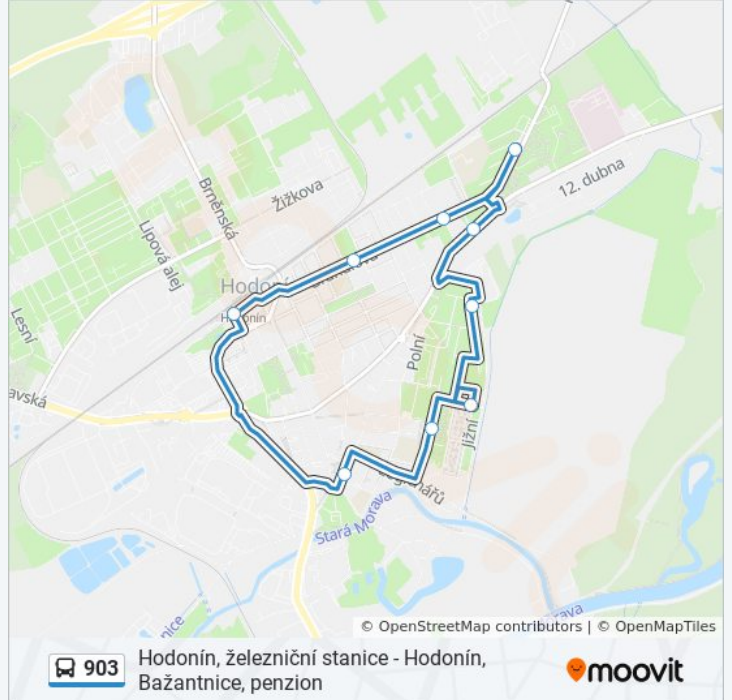 12. dubna
Žižkova
Brněnská
Lipová alej
Hodonín
Lesní
Polní
Jižní
Stará Morava
© OpenStreetMap contributors | © OpenMapTiles
903
Hodonín, železniční stanice - Hodonín,
Bažantnice, penzion
moovit